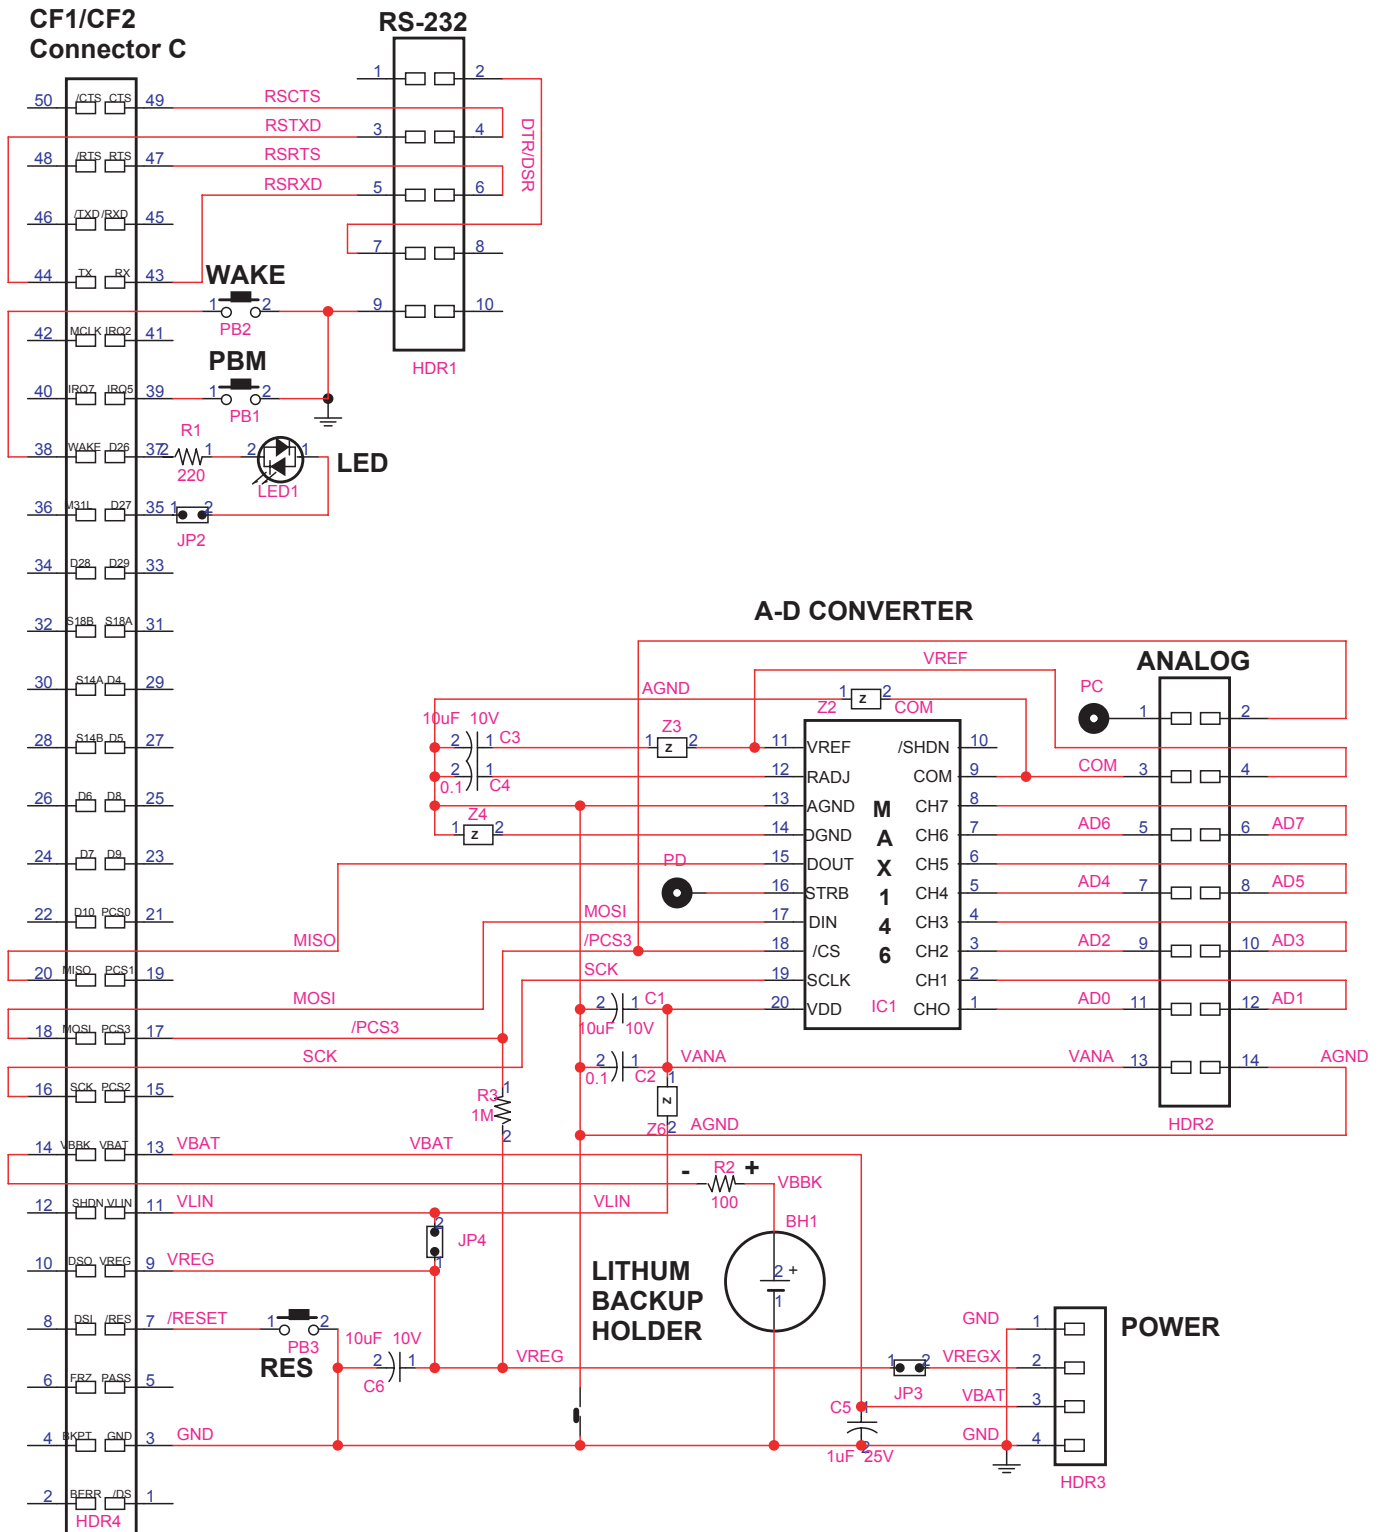 CF1/CF2
Connector C
RS-232
1 2
50 /CTS CTS 49 RSCTS
RSTXD 3 4
DTR/DSR
48 /RTS RTS 47 RSRTS
RSRXD 5 6
46 /TXD /RXD 45
7 8
44 TX RX 43
WAKE
1 2
PB2
9 10
HDR1
42 MCLK IRQ2 41
PBM
40 IRQ7 IRQ5 39
1 2
PB1
R1
38 WAKE D26 37
2 1
220
2 1
LED1
LED
36 M31L D27 35
1 2
JP2
34 D28 D29 33
32 S18B S18A 31
30 S14A D4 29
28 S14B D5 27
26 D6 D8 25
24 D7 D9 23
22 D10 PCS0 21
MISO
20 MISO PCS1 19
MOSI
18 MOSI PCS3 17
/PCS3
SCK
16 SCK PCS2 15
14 VBBK VBAT 13 VBAT VBAT
12 SHDN VLIN 11 VLIN VLIN
10 DSO VREG 9 VREG
8 DSI /RES 7 /RESET
6 FRZ PASS 5
4 BKPT GND 3 GND
2 BERR /DS 1
HDR4
A-D CONVERTER
VREF
ANALOG
AGND
1 2
Z2
Z
COM
PC
1 2
10uF 10V
2 1 C3
Z3
1 2
Z
11 VREF /SHDN 10
2 1
0.1 C4
12 RADJ COM 9
COM 3 4
13 AGND CH7 8
Z4
1 2
Z
14 DGND CH6 7
AD6 5 6 AD7
15 DOUT CH5 6
PD
16 STRB CH4 5
AD4 7 8 AD5
MOSI
17 DIN CH3 4
/PCS3
18 /CS CH2 3
AD2 9 10 AD3
SCK
19 SCLK CH1 2
20 VDD IC1 CHO 1
AD0 11 12 AD1
M
A
X
1
4
6
2 1 C1
10uF 10V
2 1
0.1 C2
VANA
VANA 13 14 AGND
HDR2
1
Z
Z6 2
AGND
R3
1
1M
2
- R2 +
100
VBBK
BH1
2 +
1
LITHUM
BACKUP
HOLDER
2
JP4
1
1 2
PB3
RES
10uF 10V
2 1
C6
VREG
1 2
JP3
VREGX
C5 1
1uF 25V
2
GND 1
2
VBAT 3
GND 4
POWER
HDR3